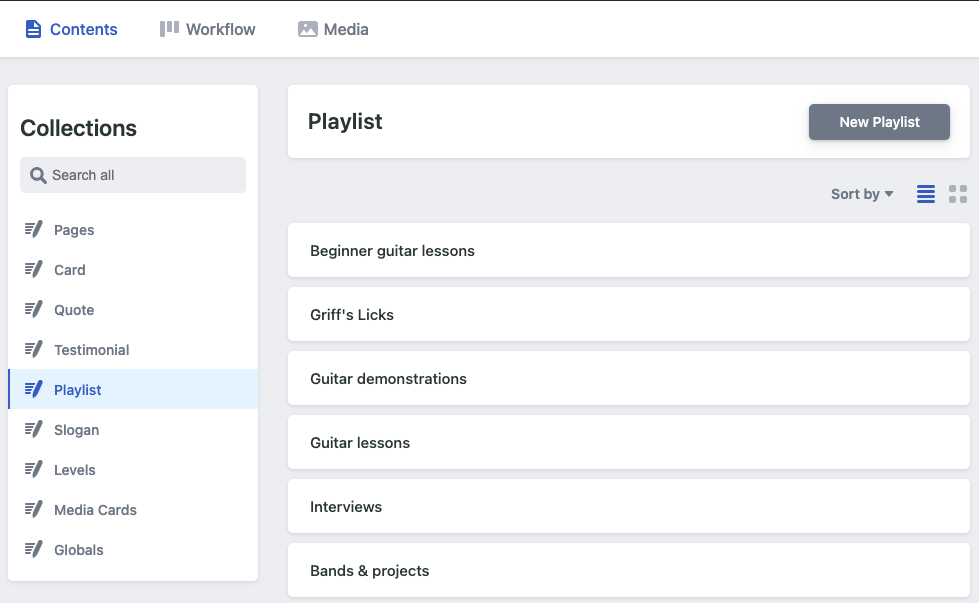 Contents
Workflow
Media
Collections
Search all
Pages
Card
Quote
Testimonial
Playlist
Slogan
Levels
Media Cards
Globals
Playlist
New Playlist
Sort by
Beginner guitar lessons
Griff's Licks
Guitar demonstrations
Guitar lessons
Interviews
Bands & projects